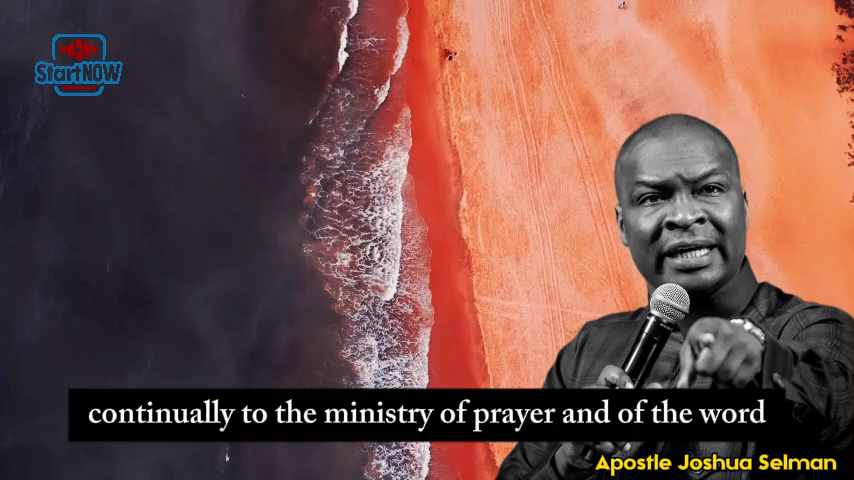 StartNOW
continually to the ministry of prayer and of the word
Apostle Joshua Selman